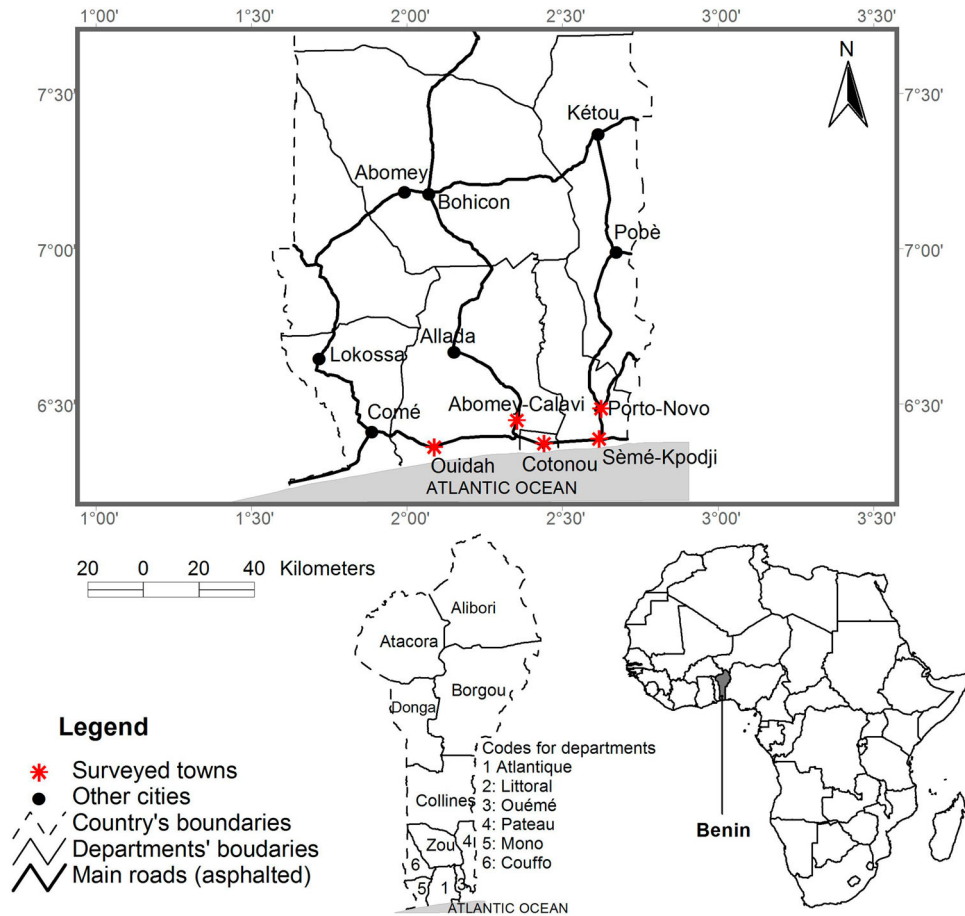 1°00' 2°00' 2°30' 3°00' 3°30'
N
7°30' 7°30'
Kétou
Abomey
Bohicon
Pobè
7°00' 7°00'
Allada
Lokossa
Abomey-Calavi
Porto-Novo
6°30' 6°30'
Comé
Sèmé-Kpodji
Ouidah
Cotonou
ATLANTIC OCEAN
1°00' 1°30' 2°00' 2°30' 3°00' 3°30'
20 0 20 40 Kilometers
Alibori
Atacora
Borgou
Donga
Legend
Surveyed towns
Other cities
Country's boundaries
Departments' boudaries
Main roads (asphalted)
Codes for departments
1 Atlantique
2: Littoral
3: Ouémé
4: Pateau
5: Mono
6: Couffo
Collines
Zou
4
6
5
1
3
ATLANTIC OCEAN
Benin